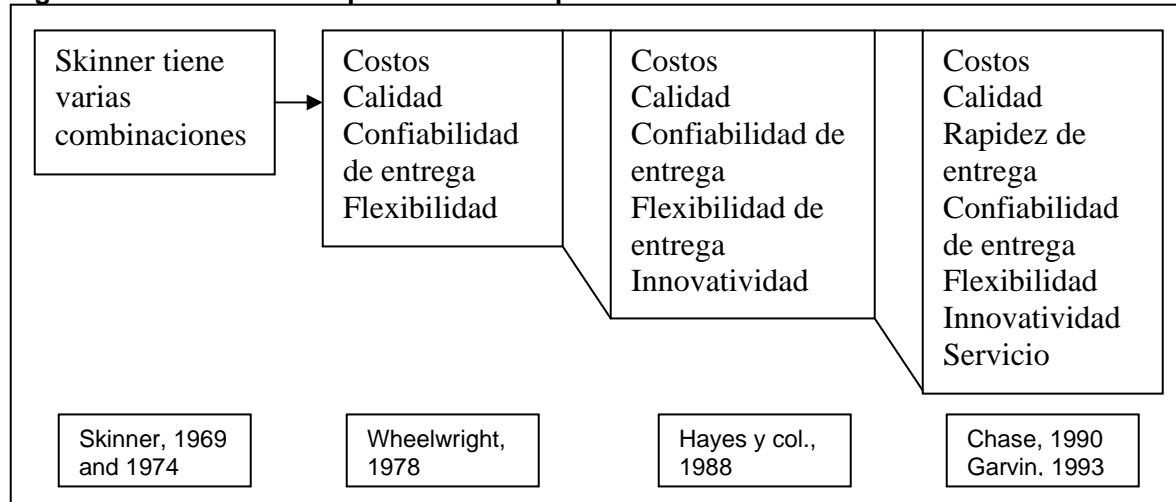 Skinner tiene
varias
combinaciones
Costos
Calidad
Confiabilidad
de entrega
Flexibilidad
Costos
Calidad
Confiabilidad de
entrega
Flexibilidad de
entrega
Innovatividad
Costos
Calidad
Rapidez de
entrega
Confiabilidad
de entrega
Flexibilidad
Innovatividad
Servicio
Skinner, 1969
and 1974
Wheelwright,
1978
Hayes y col.,
1988
Chase, 1990
Garvin, 1993